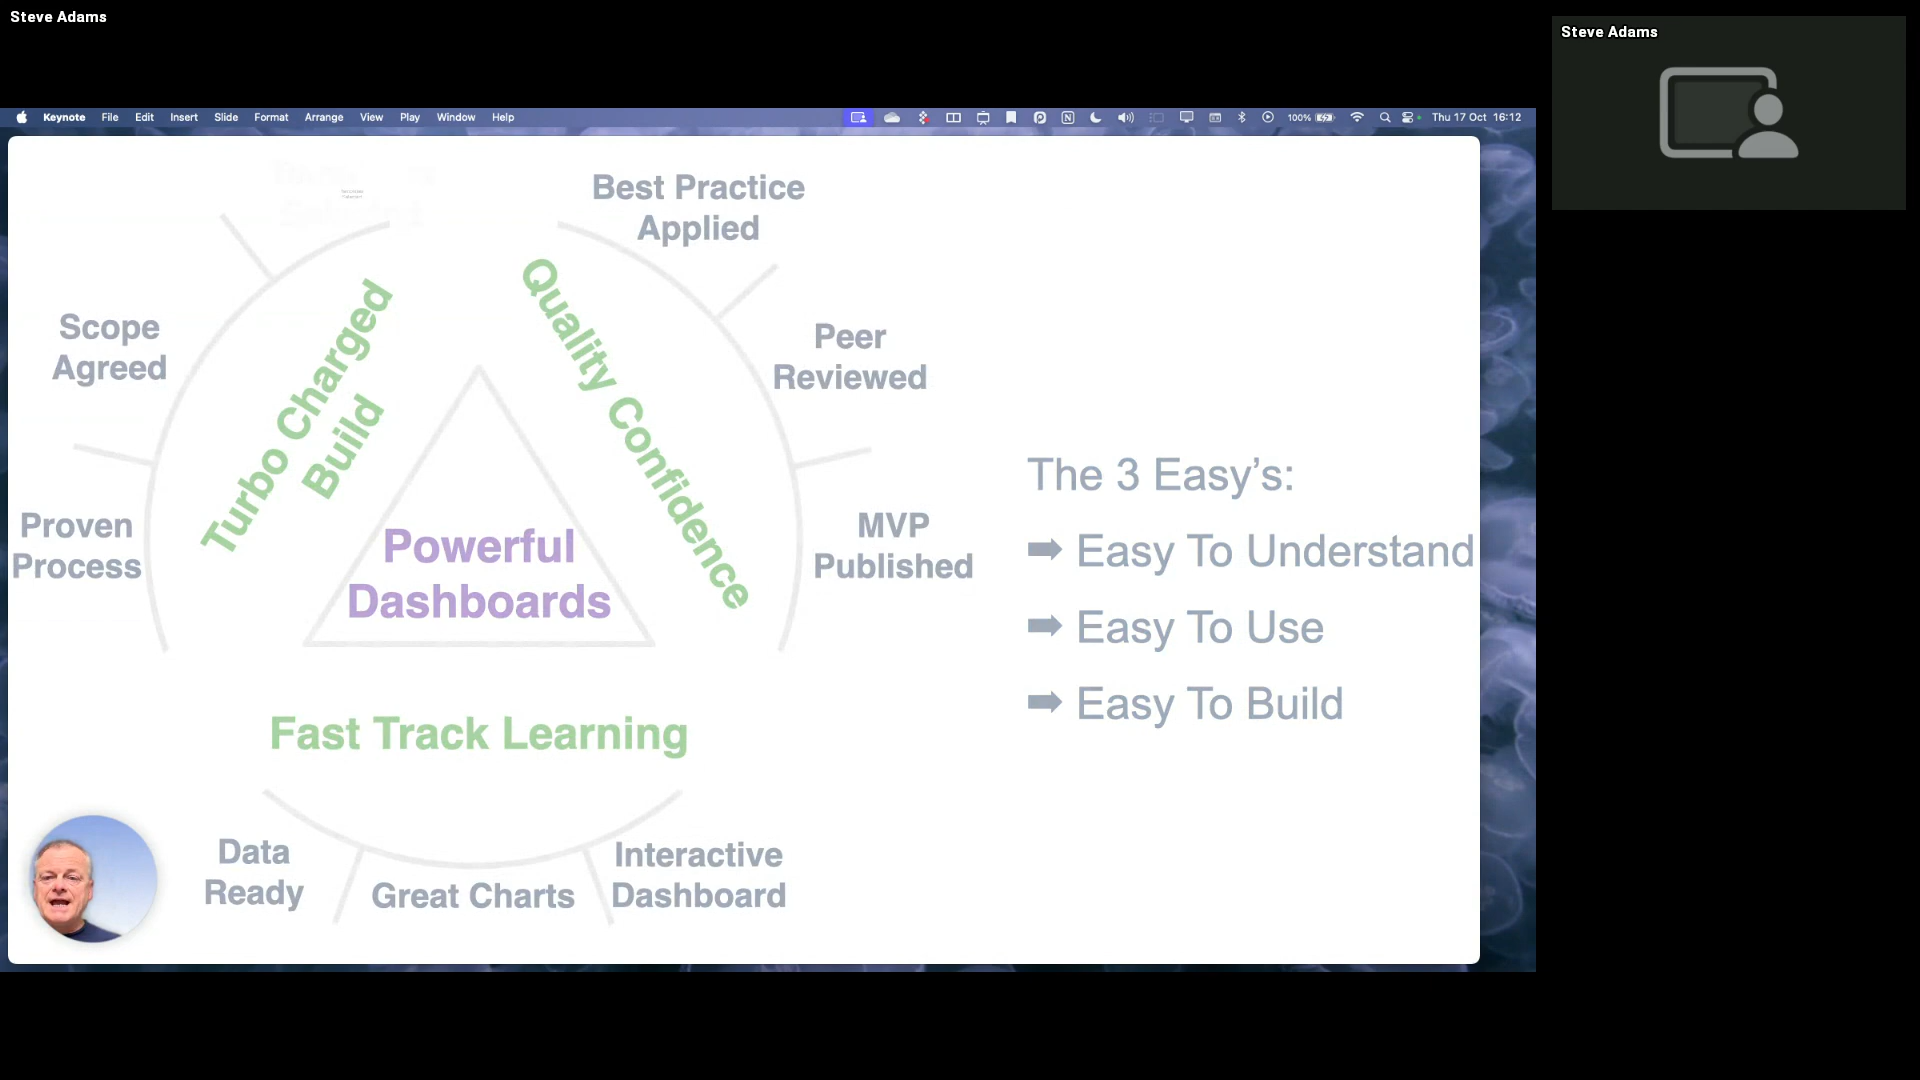 Steve Adams
Steve Adams
Keynote File Edit Insert Slide Format Arrange View Play Window Help
100% Thu 17 Oct 16:12
Best Practice
Applied
Scope
Agreed
Peer
Reviewed
Turbo Charged
Build
Quality Confidence
Proven
Process
MVP
Published
Powerful
Dashboards
Fast Track Learning
Data
Ready
Great Charts
Interactive
Dashboard
The 3 Easy’s:
➡ Easy To Understand
➡ Easy To Use
➡ Easy To Build